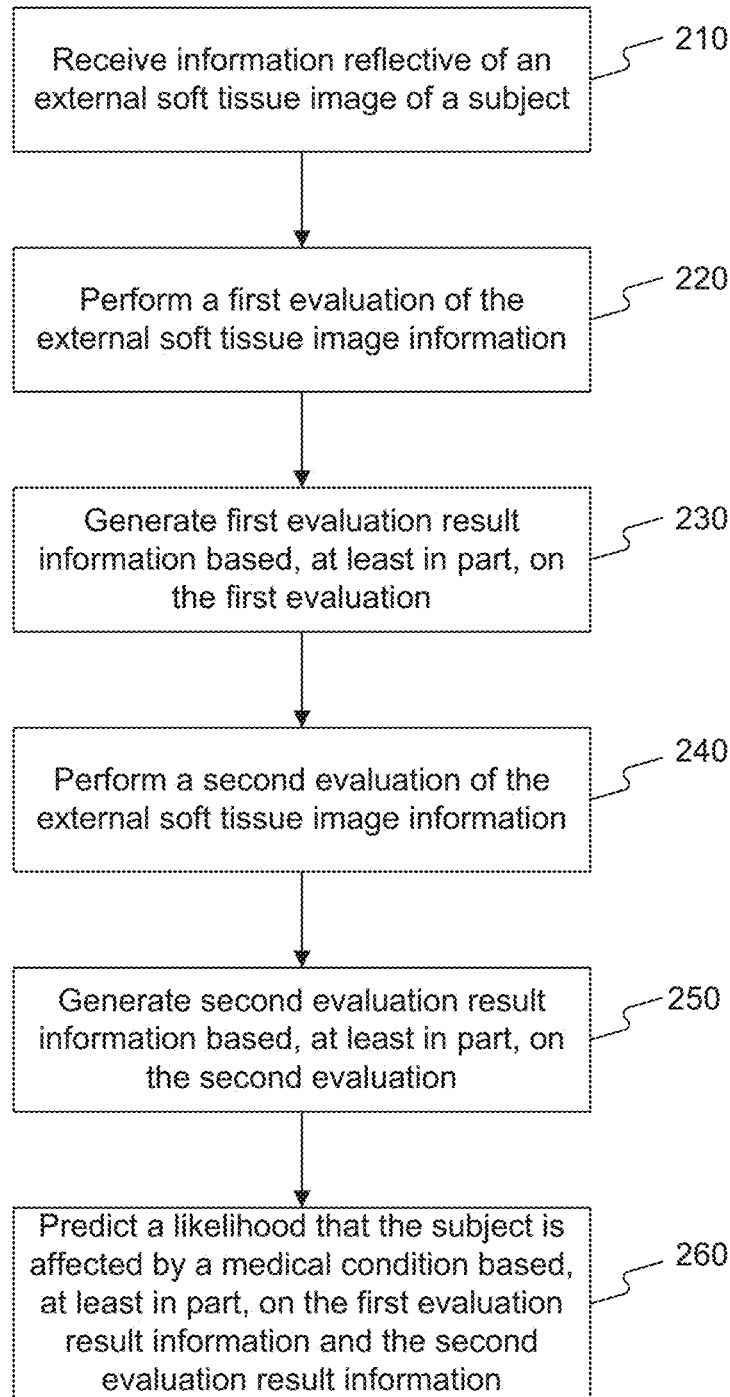 Receive information reflective of an
external soft tissue image of a subject
210
Perform a first evaluation of the
external soft tissue image information
220
Generate first evaluation result
information based, at least in part, on
the first evaluation
230
Perform a second evaluation of the
external soft tissue image information
240
Generate second evaluation result
information based, at least in part, on
the second evaluation
250
Predict a likelihood that the subject is
affected by a medical condition based,
at least in part, on the first evaluation
result information and the second
evaluation result information
260